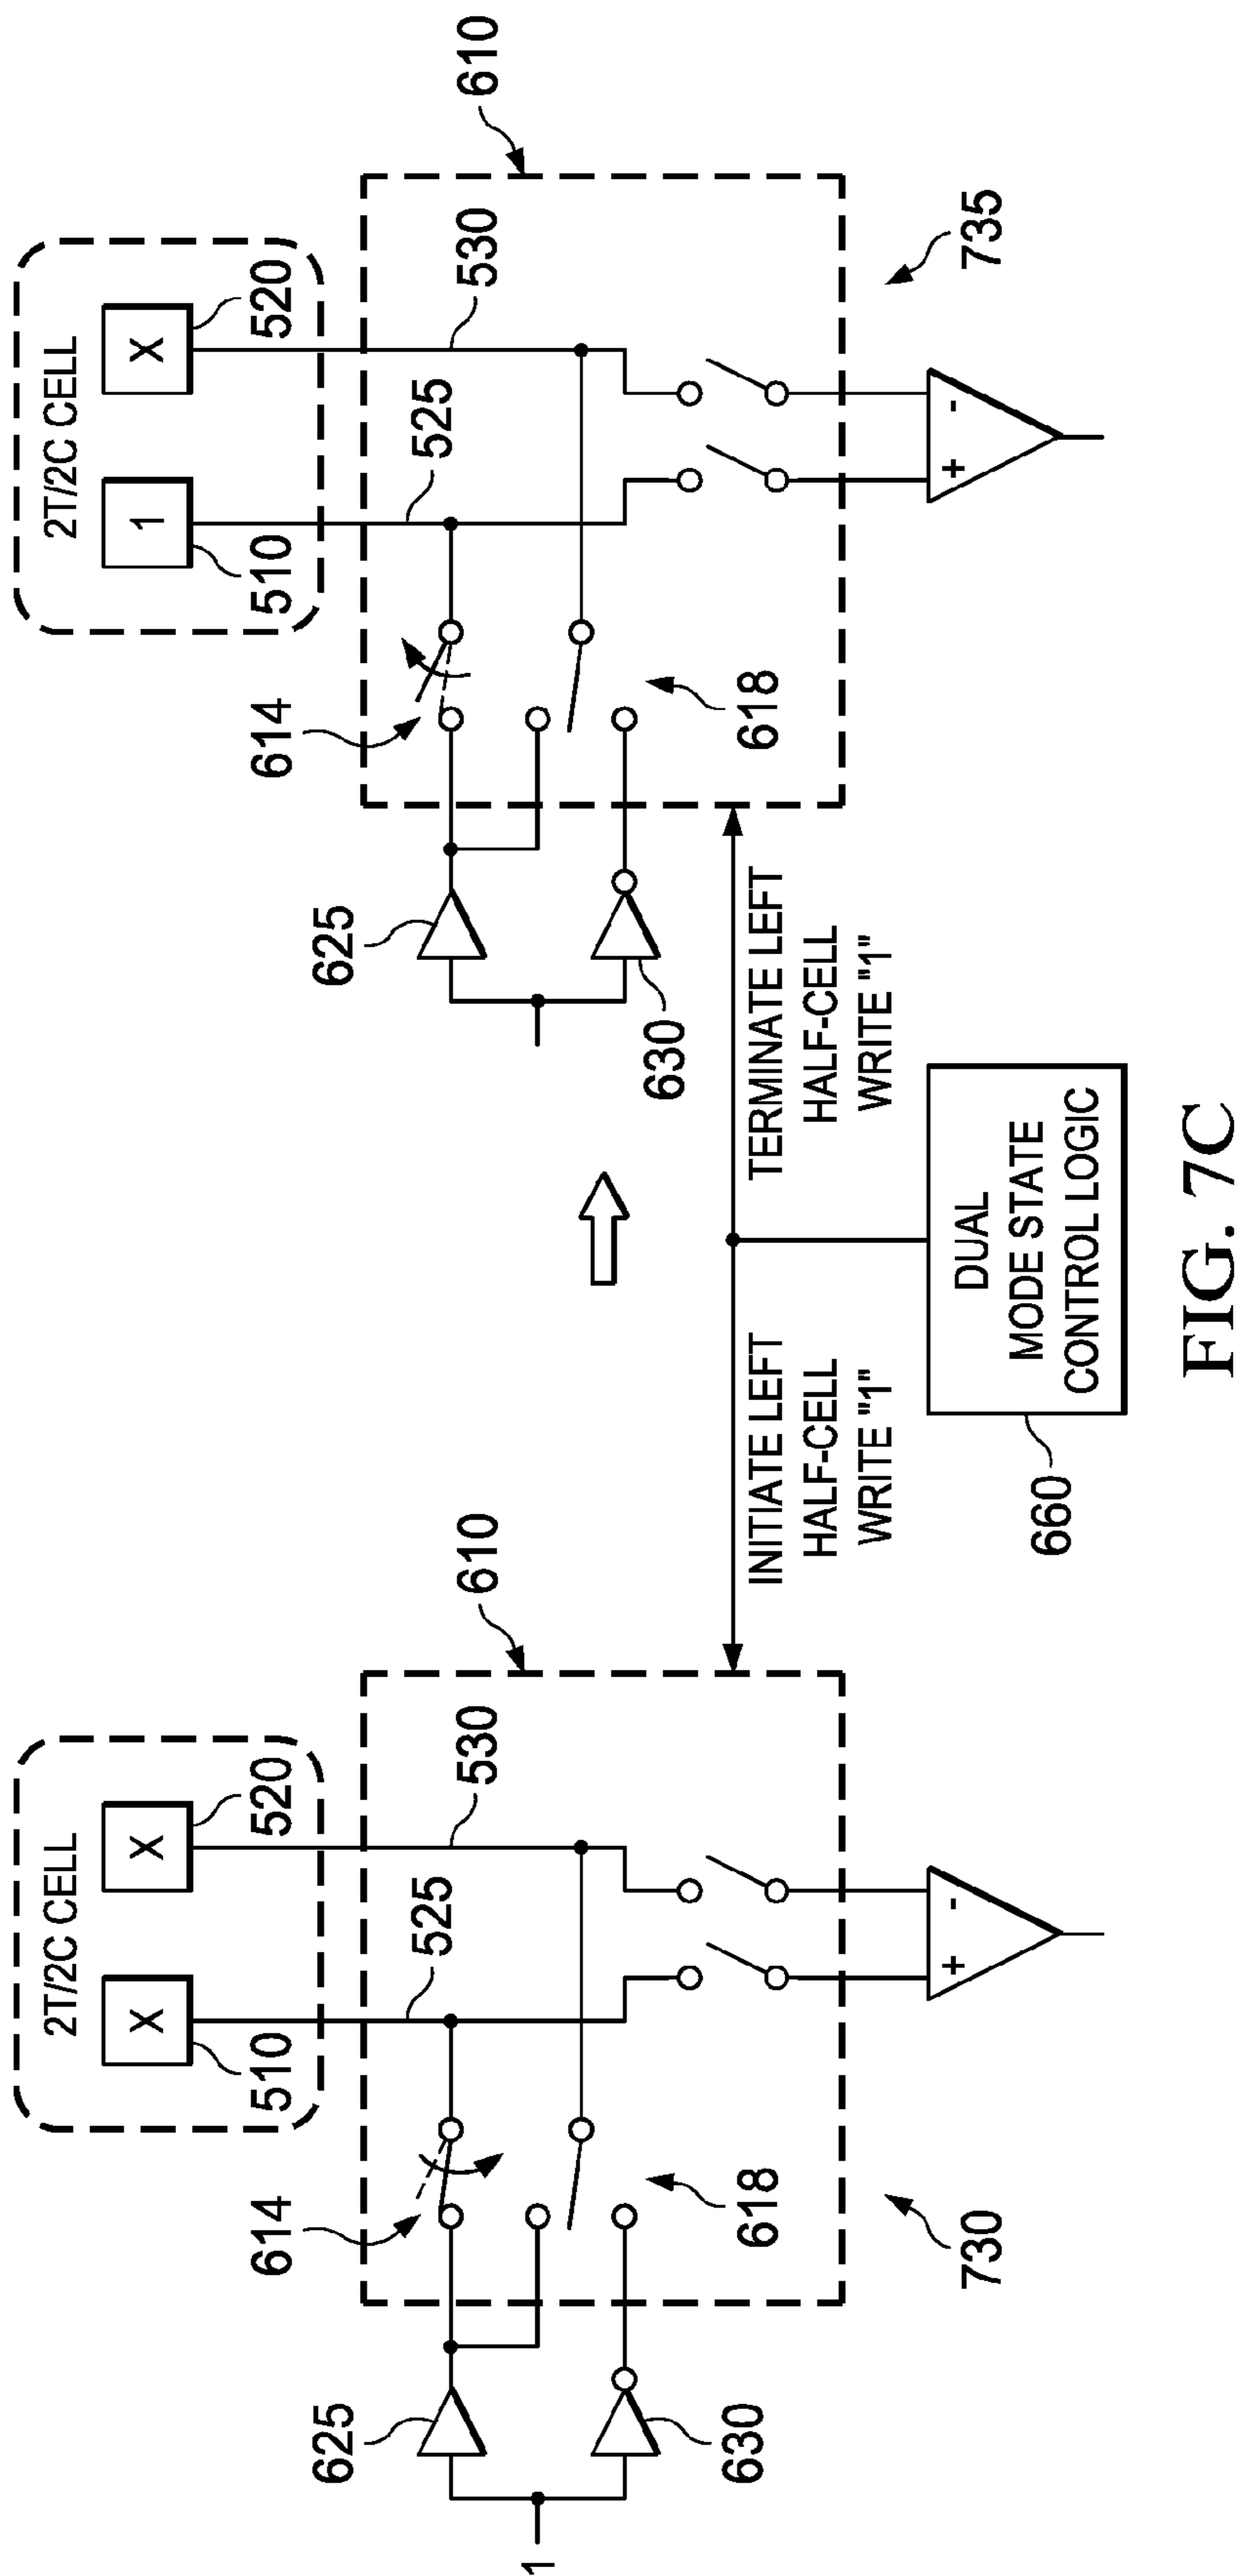 2T/2C CELL
X
X
510
520
525
530
610
614
618
625
630
1
+
-
730
INITIATE LEFT
HALF-CELL
WRITE "1"
DUAL
MODE STATE
CONTROL LOGIC
660
TERMINATE LEFT
HALF-CELL
WRITE "1"
2T/2C CELL
1
X
510
520
525
530
610
614
618
625
630
+
-
735
FIG. 7C